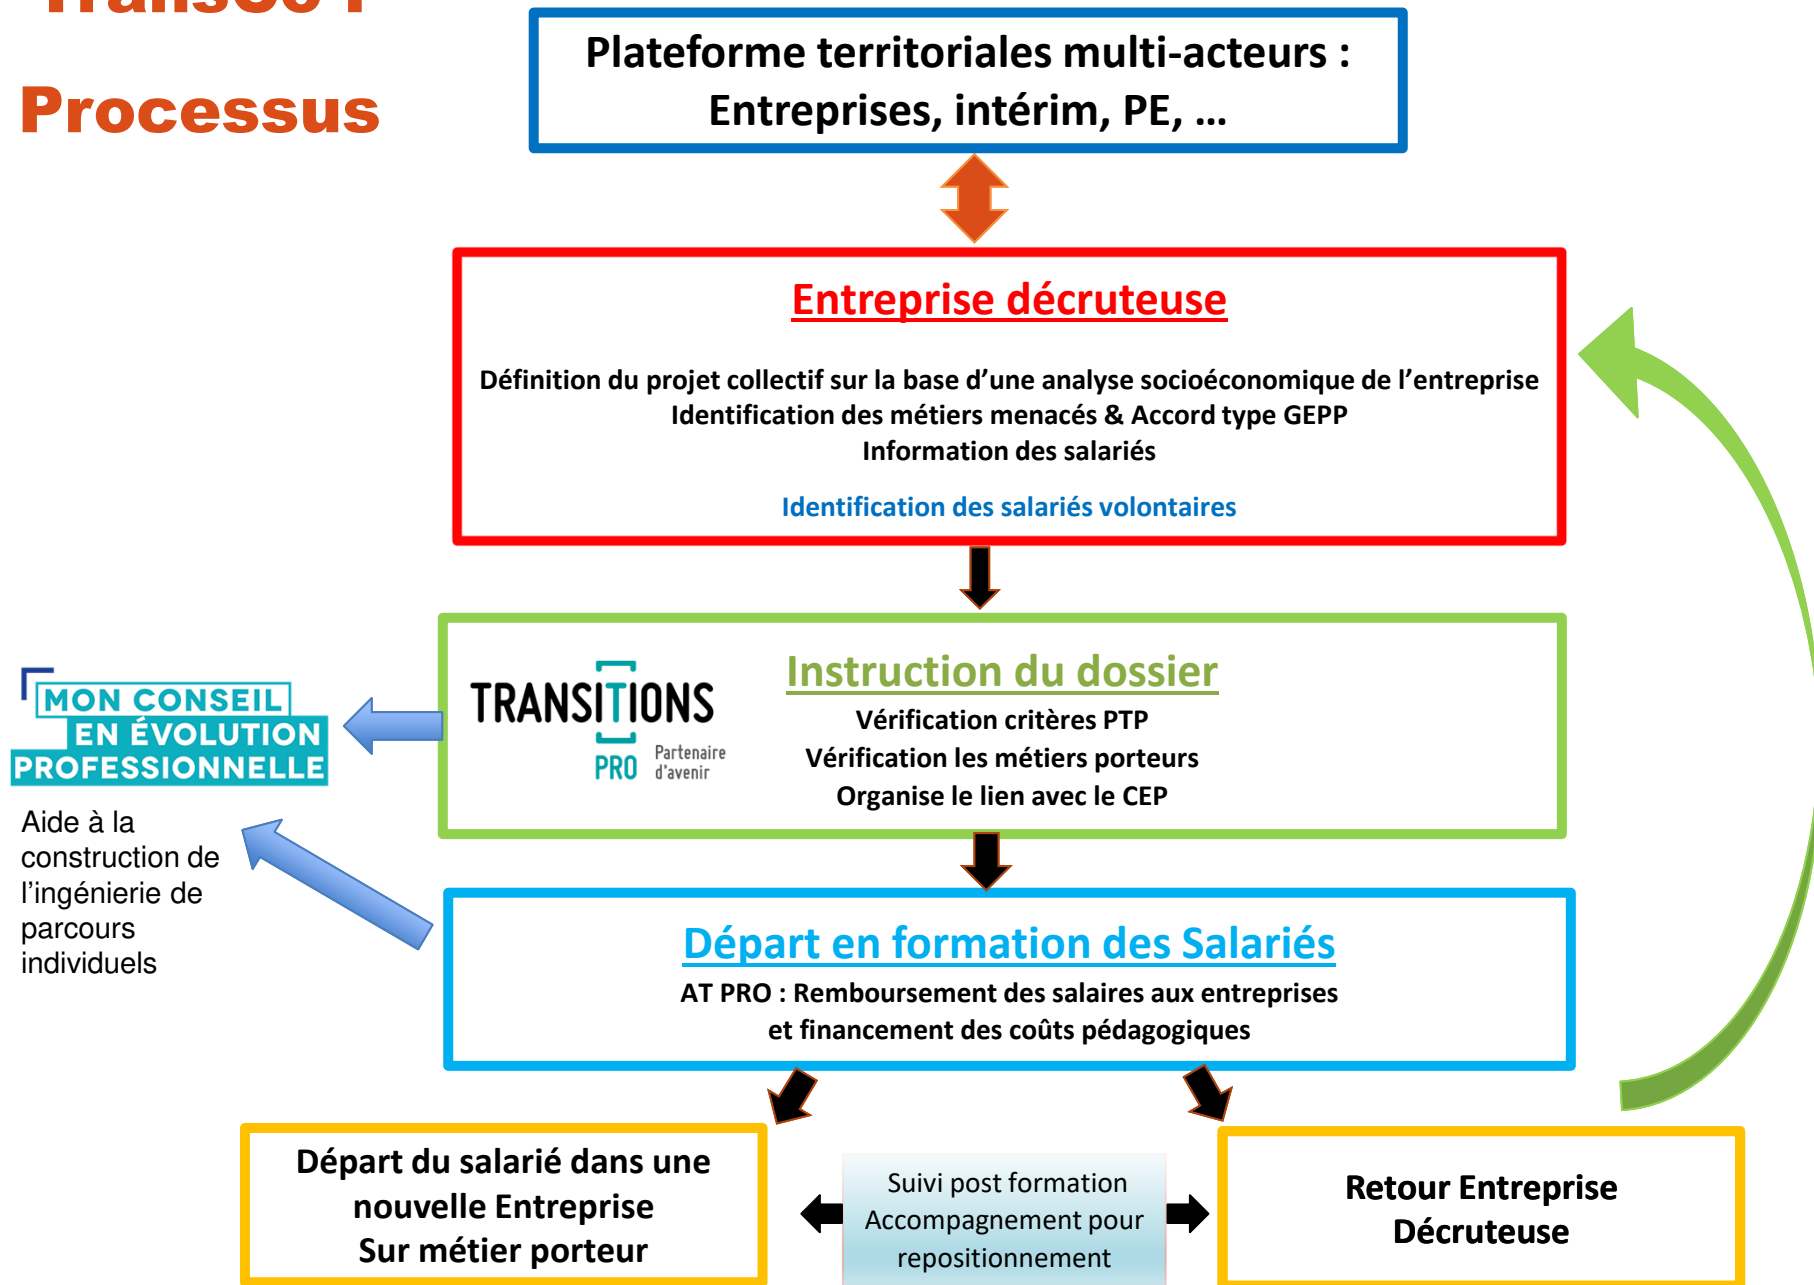 Processus
Plateforme territoriales multi-acteurs :
Entreprises, intérim, PE, ...
Entreprise décruteuse
Définition du projet collectif sur la base d’une analyse socioéconomique de l’entreprise
Identification des métiers menacés & Accord type GEPP
Information des salariés
Identification des salariés volontaires
MON CONSEIL
EN ÉVOLUTION
PROFESSIONNELLE
Aide à la
construction de
l’ingénierie de
parcours
individuels
TRANSITIONS
PRO
Partenaire
d'avenir
Instruction du dossier
Vérification critères PTP
Vérification les métiers porteurs
Organise le lien avec le CEP
Départ en formation des Salariés
AT PRO : Remboursement des salaires aux entreprises
et financement des coûts pédagogiques
Départ du salarié dans une
nouvelle Entreprise
Sur métier porteur
Suivi post formation
Accompagnement pour
repositionnement
Retour Entreprise
Décruteuse